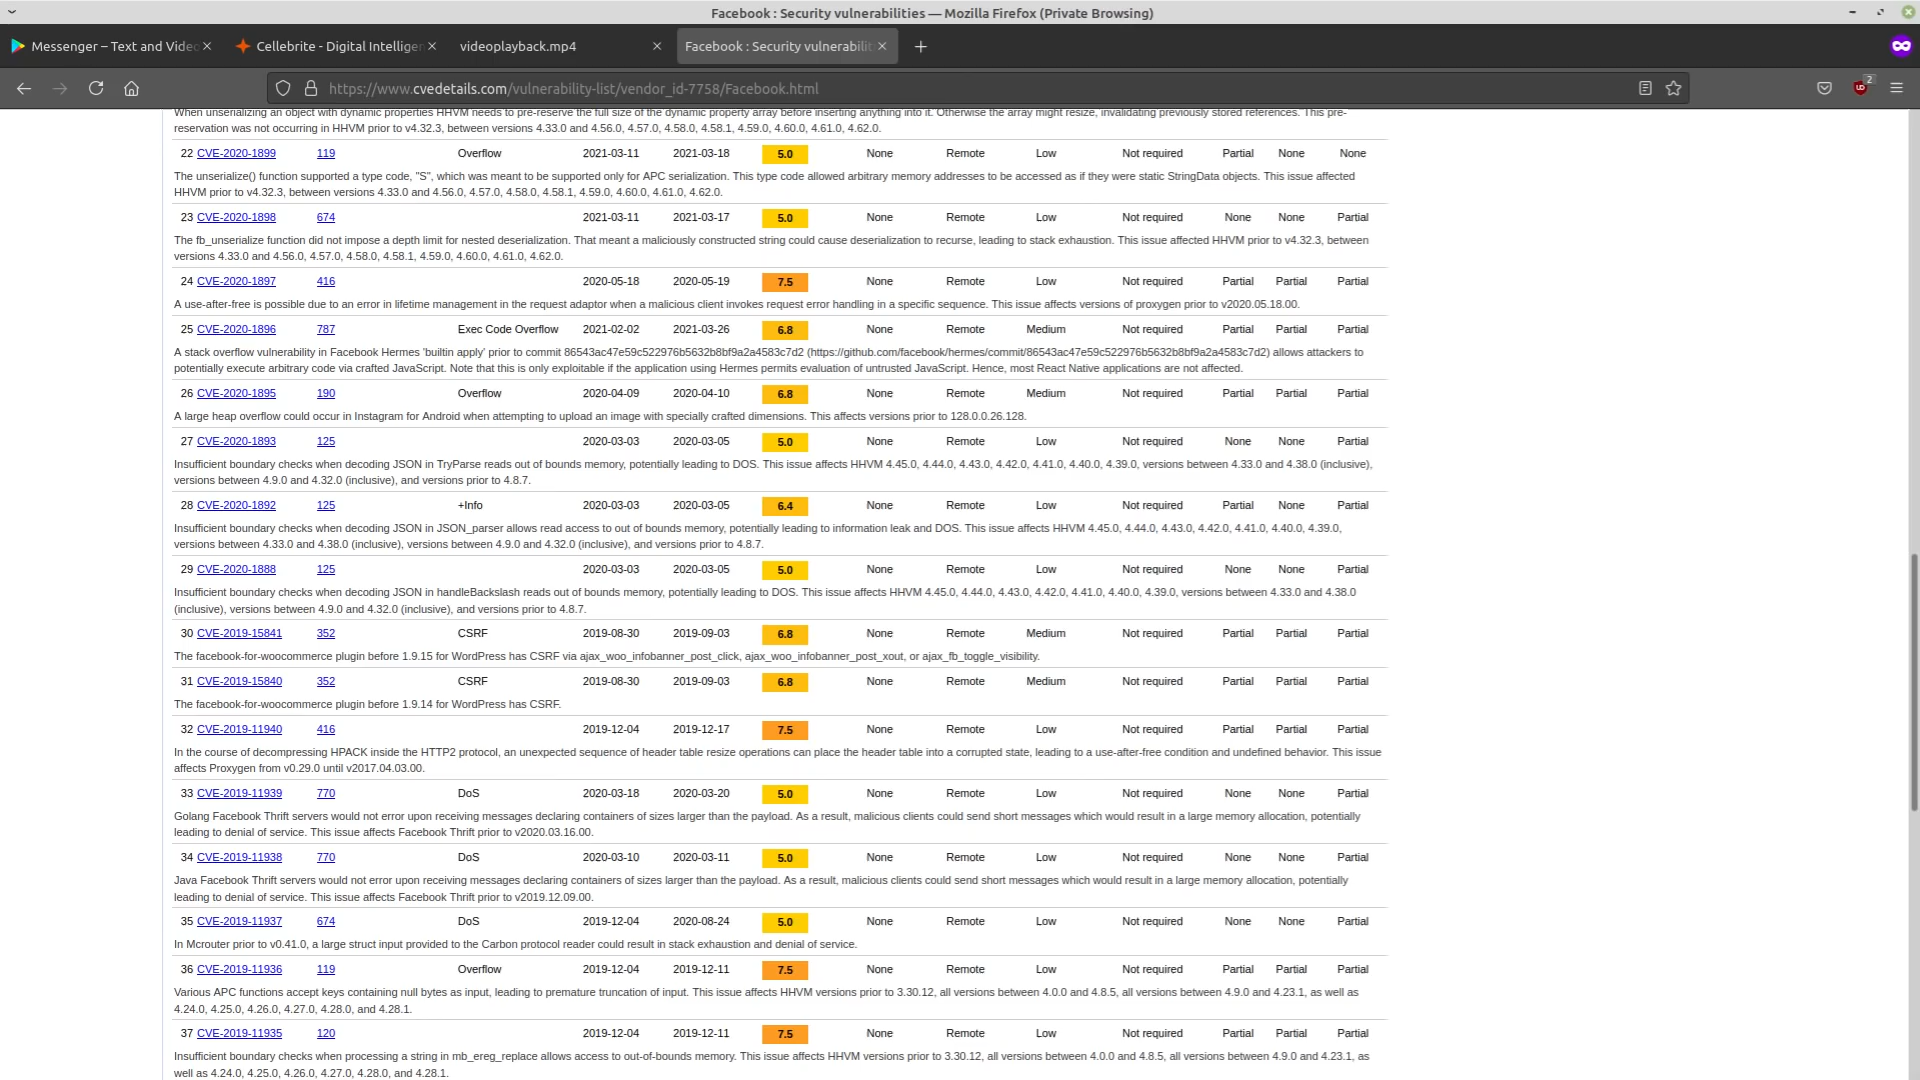 Facebook : Security vulnerabilities — Mozilla Firefox (Private Browsing)
Messenger – Text and Video
Cellebrite - Digital Intelligen
videoplayback.mp4
Facebook : Security vulnerabilit
https://www.cvedetails.com/vulnerability-list/vendor_id-7758/Facebook.html
2
When unserializing an object with dynamic properties HHVM needs to pre-reserve the full size of the dynamic property array before inserting anything into it. Otherwise the array might resize, invalidating previously stored references. This pre-
reservation was not occurring in HHVM prior to v4.32.3, between versions 4.33.0 and 4.56.0, 4.57.0, 4.58.0, 4.58.1, 4.59.0, 4.60.0, 4.61.0, 4.62.0.
22 CVE-2020-1899 119 Overflow 2021-03-11 2021-03-18 5.0 None Remote Low Not required Partial None None
The unserialize() function supported a type code, "S", which was meant to be supported only for APC serialization. This type code allowed arbitrary memory addresses to be accessed as if they were static StringData objects. This issue affected
HHVM prior to v4.32.3, between versions 4.33.0 and 4.56.0, 4.57.0, 4.58.0, 4.58.1, 4.59.0, 4.60.0, 4.61.0, 4.62.0.
23 CVE-2020-1898 674 2021-03-11 2021-03-17 5.0 None Remote Low Not required None None Partial
The fb_unserialize function did not impose a depth limit for nested deserialization. That meant a maliciously constructed string could cause deserialization to recurse, leading to stack exhaustion. This issue affected HHVM prior to v4.32.3, between
versions 4.33.0 and 4.56.0, 4.57.0, 4.58.0, 4.58.1, 4.59.0, 4.60.0, 4.61.0, 4.62.0.
24 CVE-2020-1897 416 2020-05-18 2020-05-19 7.5 None Remote Low Not required Partial Partial Partial
A use-after-free is possible due to an error in lifetime management in the request adaptor when a malicious client invokes request error handling in a specific sequence. This issue affects versions of proxygen prior to v2020.05.18.00.
25 CVE-2020-1896 787 Exec Code Overflow 2021-02-02 2021-03-26 6.8 None Remote Medium Not required Partial Partial Partial
A stack overflow vulnerability in Facebook Hermes 'builtin apply' prior to commit 86543ac47e59c522976b5632b8bf9a2a4583c7d2 (https://github.com/facebook/hermes/commit/86543ac47e59c522976b5632b8bf9a2a4583c7d2) allows attackers to
potentially execute arbitrary code via crafted JavaScript. Note that this is only exploitable if the application using Hermes permits evaluation of untrusted JavaScript. Hence, most React Native applications are not affected.
26 CVE-2020-1895 190 Overflow 2020-04-09 2020-04-10 6.8 None Remote Medium Not required Partial Partial Partial
A large heap overflow could occur in Instagram for Android when attempting to upload an image with specially crafted dimensions. This affects versions prior to 128.0.0.26.128.
27 CVE-2020-1893 125 2020-03-03 2020-03-05 5.0 None Remote Low Not required None None Partial
Insufficient boundary checks when decoding JSON in TryParse reads out of bounds memory, potentially leading to DOS. This issue affects HHVM 4.45.0, 4.44.0, 4.43.0, 4.42.0, 4.41.0, 4.40.0, 4.39.0, versions between 4.33.0 and 4.38.0 (inclusive),
versions between 4.9.0 and 4.32.0 (inclusive), and versions prior to 4.8.7.
28 CVE-2020-1892 125 +Info 2020-03-03 2020-03-05 6.4 None Remote Low Not required Partial None Partial
Insufficient boundary checks when decoding JSON in JSON_parser allows read access to out of bounds memory, potentially leading to information leak and DOS. This issue affects HHVM 4.45.0, 4.44.0, 4.43.0, 4.42.0, 4.41.0, 4.40.0, 4.39.0,
versions between 4.33.0 and 4.38.0 (inclusive), versions between 4.9.0 and 4.32.0 (inclusive), and versions prior to 4.8.7.
29 CVE-2020-1888 125 2020-03-03 2020-03-05 5.0 None Remote Low Not required None None Partial
Insufficient boundary checks when decoding JSON in handleBackslash reads out of bounds memory, potentially leading to DOS. This issue affects HHVM 4.45.0, 4.44.0, 4.43.0, 4.42.0, 4.41.0, 4.40.0, 4.39.0, versions between 4.33.0 and 4.38.0
(inclusive), versions between 4.9.0 and 4.32.0 (inclusive), and versions prior to 4.8.7.
30 CVE-2019-15841 352 CSRF 2019-08-30 2019-09-03 6.8 None Remote Medium Not required Partial Partial Partial
The facebook-for-woocommerce plugin before 1.9.15 for WordPress has CSRF via ajax_woo_infobanner_post_click, ajax_woo_infobanner_post_xout, or ajax_fb_toggle_visibility.
31 CVE-2019-15840 352 CSRF 2019-08-30 2019-09-03 6.8 None Remote Medium Not required Partial Partial Partial
The facebook-for-woocommerce plugin before 1.9.14 for WordPress has CSRF.
32 CVE-2019-11940 416 2019-12-04 2019-12-17 7.5 None Remote Low Not required Partial Partial Partial
In the course of decompressing HPACK inside the HTTP2 protocol, an unexpected sequence of header table resize operations can place the header table into a corrupted state, leading to a use-after-free condition and undefined behavior. This issue
affects Proxygen from v0.29.0 until v2017.04.03.00.
33 CVE-2019-11939 770 DoS 2020-03-18 2020-03-20 5.0 None Remote Low Not required None None Partial
Golang Facebook Thrift servers would not error upon receiving messages declaring containers of sizes larger than the payload. As a result, malicious clients could send short messages which would result in a large memory allocation, potentially
leading to denial of service. This issue affects Facebook Thrift prior to v2020.03.16.00.
34 CVE-2019-11938 770 DoS 2020-03-10 2020-03-11 5.0 None Remote Low Not required None None Partial
Java Facebook Thrift servers would not error upon receiving messages declaring containers of sizes larger than the payload. As a result, malicious clients could send short messages which would result in a large memory allocation, potentially
leading to denial of service. This issue affects Facebook Thrift prior to v2019.12.09.00.
35 CVE-2019-11937 674 DoS 2019-12-04 2020-08-24 5.0 None Remote Low Not required None None Partial
In Mcrouter prior to v0.41.0, a large struct input provided to the Carbon protocol reader could result in stack exhaustion and denial of service.
36 CVE-2019-11936 119 Overflow 2019-12-04 2019-12-11 7.5 None Remote Low Not required Partial Partial Partial
Various APC functions accept keys containing null bytes as input, leading to premature truncation of input. This issue affects HHVM versions prior to 3.30.12, all versions between 4.0.0 and 4.8.5, all versions between 4.9.0 and 4.23.1, as well as
4.24.0, 4.25.0, 4.26.0, 4.27.0, 4.28.0, and 4.28.1.
37 CVE-2019-11935 120 2019-12-04 2019-12-11 7.5 None Remote Low Not required Partial Partial Partial
Insufficient boundary checks when processing a string in mb_ereg_replace allows access to out-of-bounds memory. This issue affects HHVM versions prior to 3.30.12, all versions between 4.0.0 and 4.8.5, all versions between 4.9.0 and 4.23.1, as
well as 4.24.0, 4.25.0, 4.26.0, 4.27.0, 4.28.0, and 4.28.1.